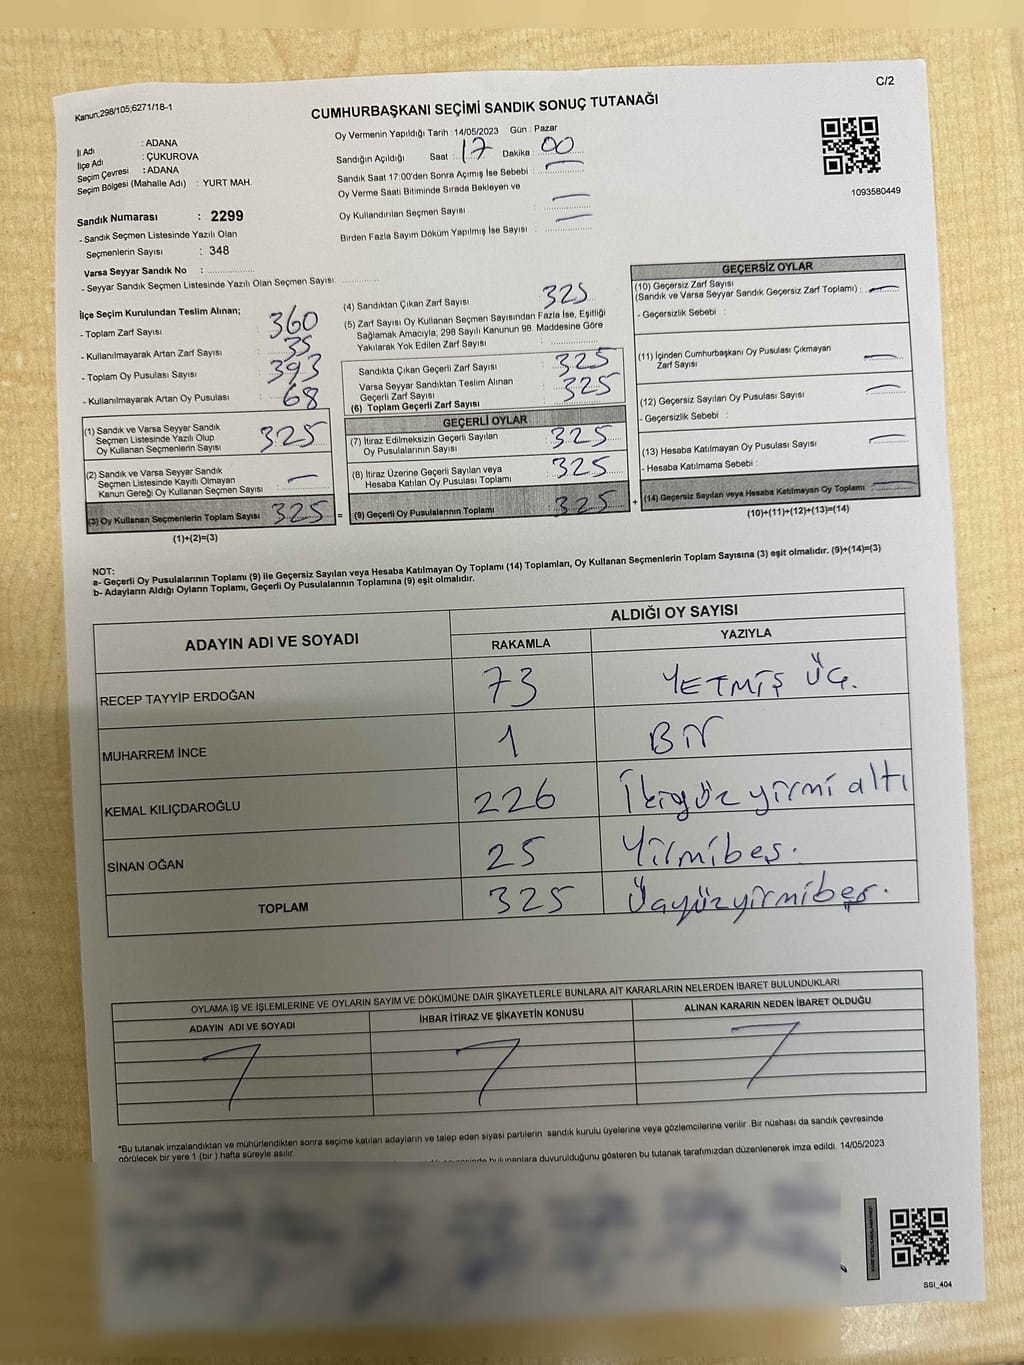 C/2
Kanun;298/105;6271/18-1
CUMHURBAŞKANI SEÇİMİ SANDIK SONUÇ TUTANAĞI
İl Adı : ADANA
İlçe Adı : ÇUKUROVA
Seçim Çevresi : ADANA
Seçim Bölgesi (Mahalle Adı) : YURT MAH.
Oy Vermenin Yapıldığı Tarih : 14/05/2023 Gün : Pazar
Sandığın Açıldığı Saat : 17 Dakika : 00
Sandık Saat 17:00'den Sonra Açımış İse Sebebi : —
Oy Verme Saati Bitiminde Sırada Bekleyen ve
Oy Kullandırılan Seçmen Sayısı : —
Birden Fazla Sayım Döküm Yapılmış İse Sayısı : —
1093580449
Sandık Numarası : 2299
- Sandık Seçmen Listesinde Yazılı Olan
Seçmenlerin Sayısı : 348
Varsa Seyyar Sandık No :
- Seyyar Sandık Seçmen Listesinde Yazılı Olan Seçmen Sayısı:
İlçe Seçim Kurulundan Teslim Alınan;
- Toplam Zarf Sayısı : 360
- Kullanılmayarak Artan Zarf Sayısı : 35
- Toplam Oy Pusulası Sayısı : 393
- Kullanılmayarak Artan Oy Pusulası : 68
(1) Sandık ve Varsa Seyyar Sandık
Seçmen Listesinde Yazılı Olup
Oy Kullanan Seçmenlerin Sayısı : 325
(2) Sandık ve Varsa Seyyar Sandık
Seçmen Listesinde Kayıtlı Olmayan
Kanun Gereği Oy Kullanan Seçmen Sayısı : —
(3) Oy Kullanan Seçmenlerin Toplam Sayısı : 325 =
(1)+(2)=(3)
(4) Sandıktan Çıkan Zarf Sayısı : 325
(5) Zarf Sayısı Oy Kullanan Seçmen Sayısından Fazla İse, Eşitliği
Sağlamak Amacıyla, 298 Sayılı Kanunun 98. Maddesine Göre
Yakılarak Yok Edilen Zarf Sayısı :
Sandıkta Çıkan Geçerli Zarf Sayısı : 325
Varsa Seyyar Sandıktan Teslim Alınan
Geçerli Zarf Sayısı : 325
(6) Toplam Geçerli Zarf Sayısı
GEÇERLİ OYLAR
(7) İtiraz Edilmeksizin Geçerli Sayılan
Oy Pusulasının Sayısı : 325
(8) İtiraz Üzerine Geçerli Sayılan veya
Hesaba Katılan Oy Pusulası Toplamı : 325
(9) Geçerli Oy Pusulalarının Toplamı : 325 +
GEÇERSİZ OYLAR
(10) Geçersiz Zarf Sayısı
(Sandık ve Varsa Seyyar Sandık Geçersiz Zarf Toplamı) : —
- Geçersizlik Sebebi :
(11) İçinden Cumhurbaşkanı Oy Pusulası Çıkmayan
Zarf Sayısı : —
(12) Geçersiz Sayılan Oy Pusulası Sayısı : —
- Geçersizlik Sebebi :
(13) Hesaba Katılmayan Oy Pusulası Sayısı : —
- Hesaba Katılmama Sebebi :
(14) Geçersiz Sayılan veya Hesaba Katılmayan Oy Toplamı : —
(10)+(11)+(12)+(13)=(14)
NOT:
a- Geçerli Oy Pusulalarının Toplamı (9) ile Geçersiz Sayılan veya Hesaba Katılmayan Oy Toplamı (14) Toplamları, Oy Kullanan Seçmenlerin Toplam Sayısına (3) eşit olmalıdır. (9)+(14)=(3)
b- Adayların Aldığı Oyların Toplamı, Geçerli Oy Pusulalarının Toplamına (9) eşit olmalıdır.
ADAYIN ADI VE SOYADI ALDIĞI OY SAYISI
RAKAMLA YAZIYLA
RECEP TAYYİP ERDOĞAN 73 YETMİŞ ÜÇ.
MUHARREM İNCE 1 BİR
KEMAL KILIÇDAROĞLU 226 İkiyüz yirmi altı
SİNAN OĞAN 25 Yirmibeş.
TOPLAM 325 Üçyüzyirmibeş.
OYLAMA İŞ VE İŞLEMLERİNE VE OYLARIN SAYIM VE DÖKÜMÜNE DAİR ŞİKAYETLERLE BUNLARA AİT KARARLARIN NELERDEN İBARET BULUNDUKLARI
ADAYIN ADI VE SOYADI İHBAR İTİRAZ VE ŞİKAYETİN KONUSU ALINAN KARARIN NEDEN İBARET OLDUĞU
*Bu tutanak imzalandıktan ve mühürlendikten sonra seçime katılan adayların ve talep eden siyasi partilerin sandık kurulu üyelerine veya gözlemcilerine verilir. Bir nüshası da sandık çevresinde
görülecek bir yere 1 (bir) hafta süreyle asılır.
bulunanlara duyurulduğunu gösteren bu tutanak tarafımızdan düzenlenerek imza edildi. 14/05/2023
SSI_404